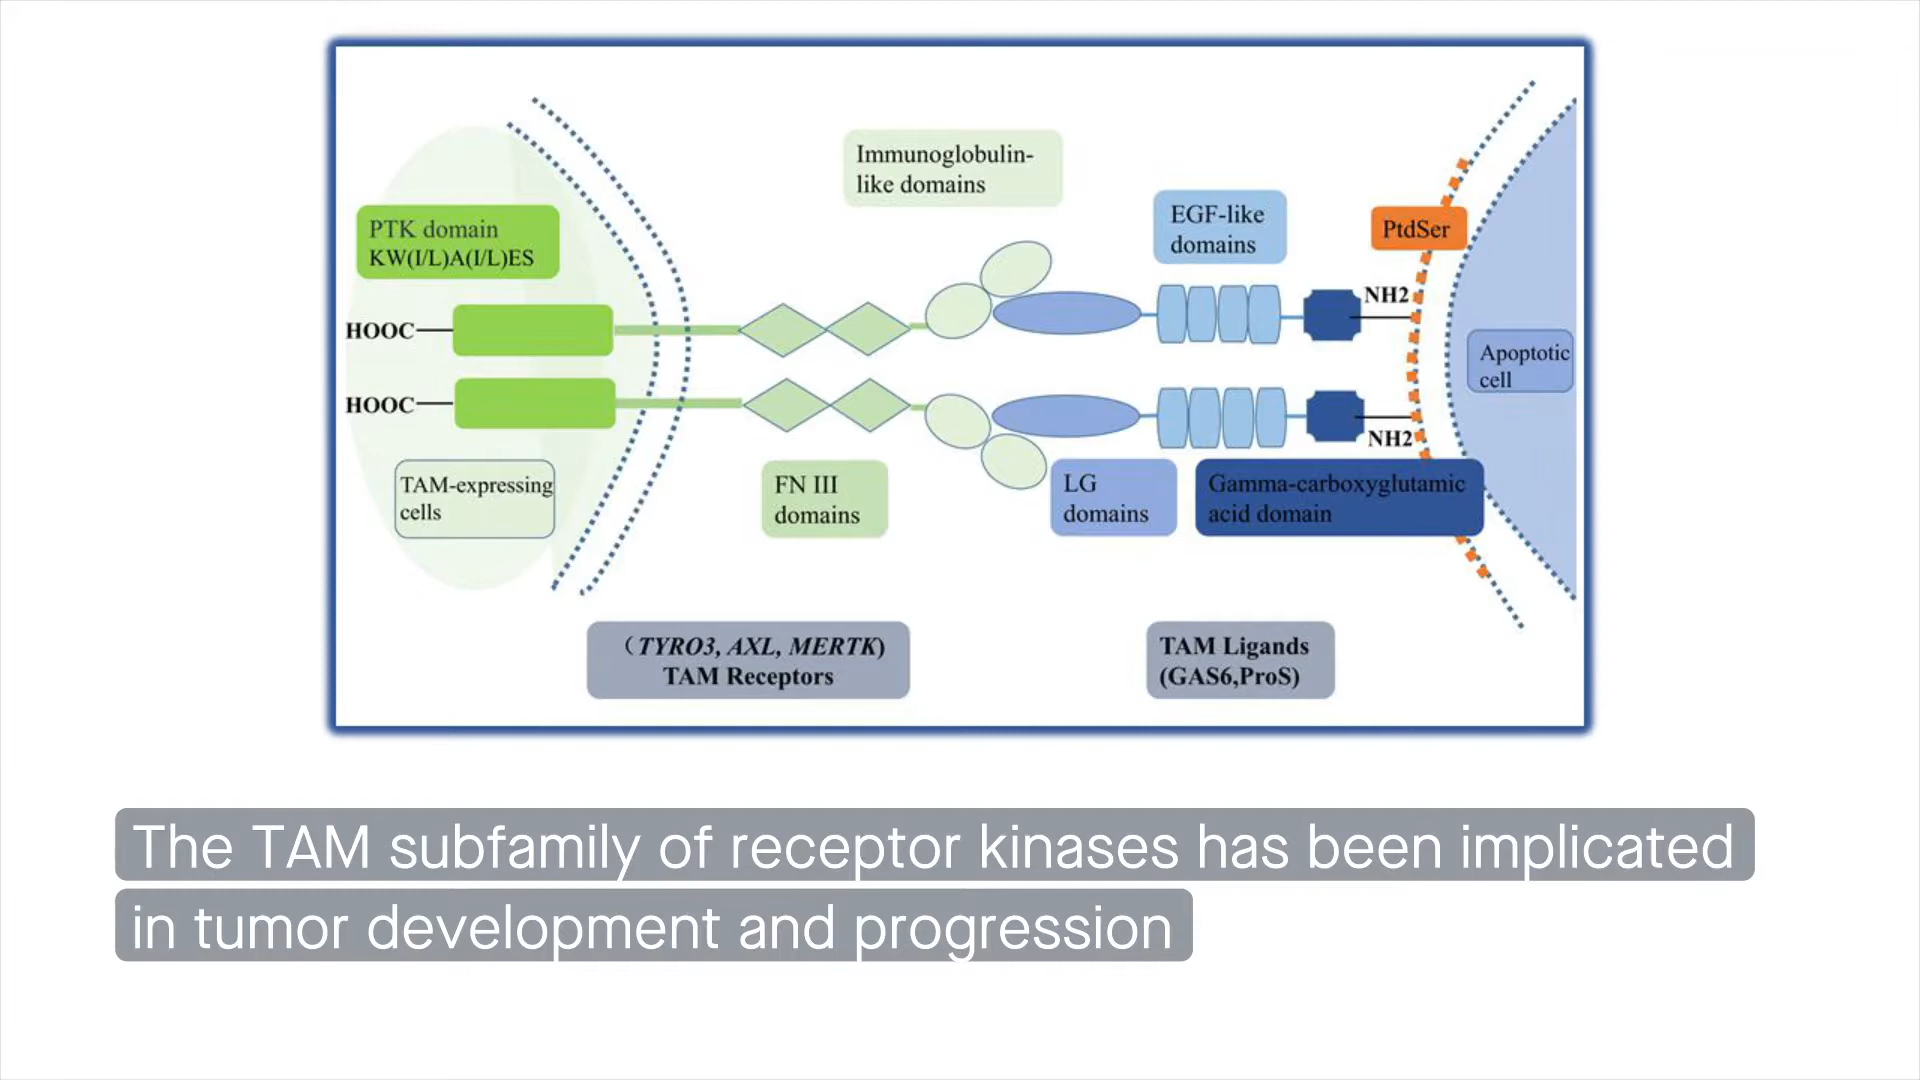 Immunoglobulin-
like domains
PTK domain
KW(I/L)A(I/L)ES
EGF-like
domains
PtdSer
HOOC
NH2
Apoptotic
cell
HOOC
NH2
TAM-expressing
cells
FN III
domains
LG
domains
Gamma-carboxyglutamic
acid domain
(TYRO3, AXL, MERTK)
TAM Receptors
TAM Ligands
(GAS6,ProS)
The TAM subfamily of receptor kinases has been implicated
in tumor development and progression